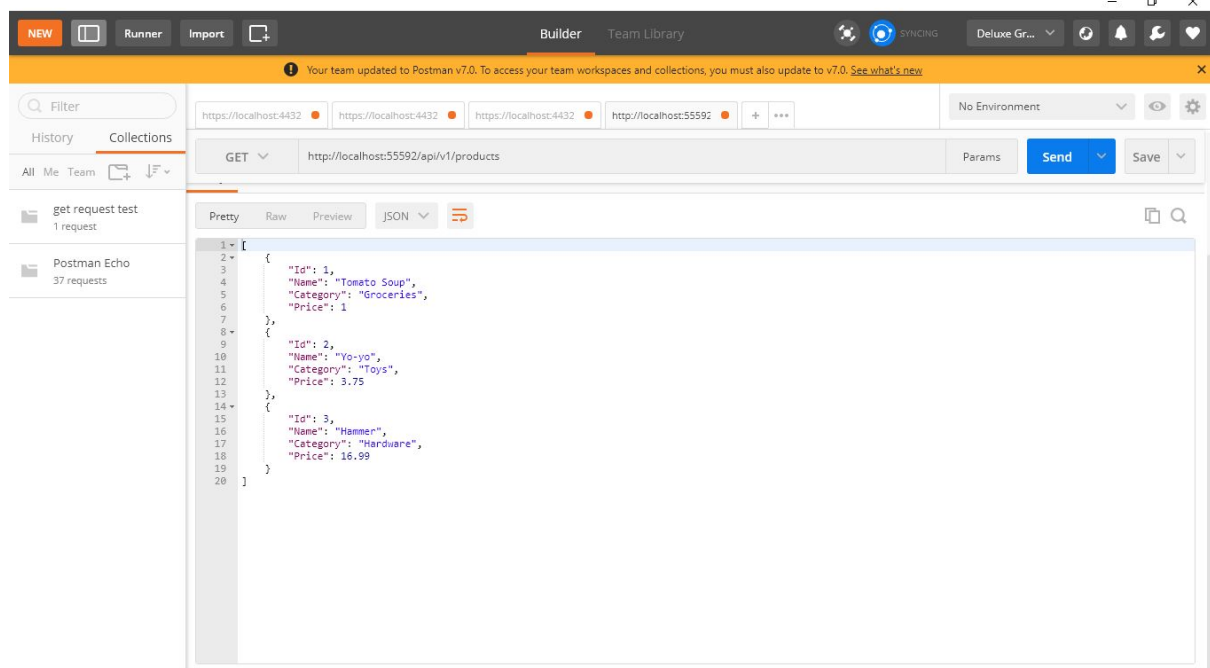 NEW Runner Import Builder Team Library SYNCING Deluxe Gr...
Your team updated to Postman v7.0. To access your team workspaces and collections, you must also update to v7.0. See what's new
Filter
History Collections
All Me Team
get request test
1 request
Postman Echo
37 requests
https://localhost:4432 https://localhost:4432 https://localhost:4432 http://localhost:55592 + •••
No Environment
GET http://localhost:55592/api/v1/products Params Send Save
Pretty Raw Preview JSON
1 [
2 {
3 "Id": 1,
4 "Name": "Tomato Soup",
5 "Category": "Groceries",
6 "Price": 1
7 },
8 {
9 "Id": 2,
10 "Name": "Yo-yo",
11 "Category": "Toys",
12 "Price": 3.75
13 },
14 {
15 "Id": 3,
16 "Name": "Hammer",
17 "Category": "Hardware",
18 "Price": 16.99
19 }
20 ]